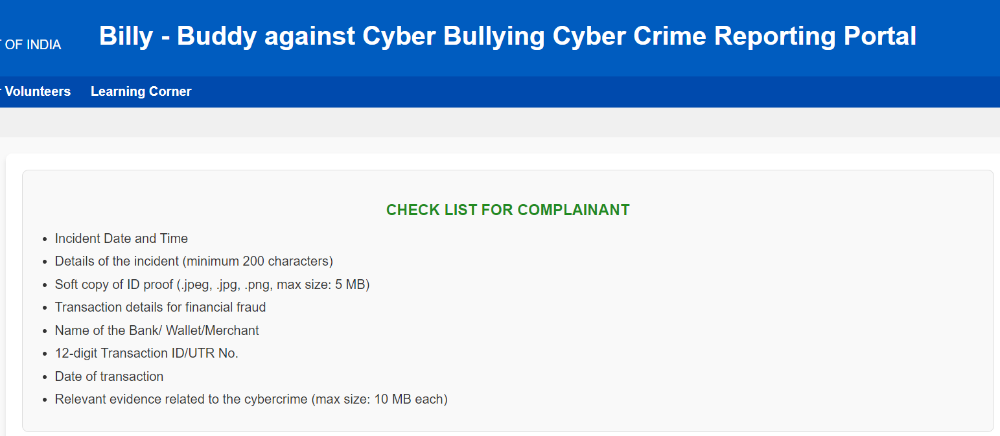 Billy - Buddy against Cyber Bullying Cyber Crime Reporting Portal
OF INDIA
Volunteers Learning Corner
CHECK LIST FOR COMPLAINANT
• Incident Date and Time
• Details of the incident (minimum 200 characters)
• Soft copy of ID proof (.jpeg, .jpg, .png, max size: 5 MB)
• Transaction details for financial fraud
• Name of the Bank/ Wallet/Merchant
• 12-digit Transaction ID/UTR No.
• Date of transaction
• Relevant evidence related to the cybercrime (max size: 10 MB each)